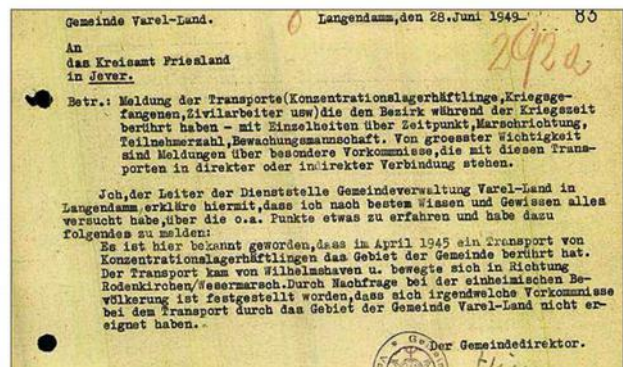 Gemeinde Varel-Land. Langendamm,den 28.Juni 1949. 83
292a
An
das Kreisamt Friesland
in Jever.
Betr.: Meldung der Transporte(Konzentrationslagerhäftlinge,Kriegsge-
fangenen,Zivilarbeiter usw)die den Bezirk während der Kriegszeit
berührt haben - mit Einzelheiten über Zeitpunkt,Marschrichtung,
Teilnehmerzahl,Bewachungsmannschaft. Von groesster Wichtigkeit
sind Meldungen über besondere Vorkommnisse,die mit diesen Trans-
porten in direkter oder indirekter Verbindung stehen.
Jch,der Leiter der Dienststelle Gemeindeverwaltung Varel-Land in
Langendamm,erkläre hiermit,dass ich nach bestem Wissen und Gewissen alles
versucht habe,über die o.a. Punkte etwas zu erfahren und habe dazu
folgendes zu melden:
Es ist hier bekannt geworden,dass im April 1945 ein Transport von
Konzentrationslagerhäftlingen das Gebiet der Gemeinde berührt hat.
Der Transport kam von Wilhelmshaven u. bewegte sich in Richtung
Rodenkirchen/Wesermarsch.Durch Nachfrage bei der einheimischen Be-
völkerung ist festgestellt worden,dass sich irgendwelche Vorkommnisse
bei dem Transport durch das Gebiet der Gemeinde Varel-Land nicht er-
eignet haben.
Der Gemeindedirektor.